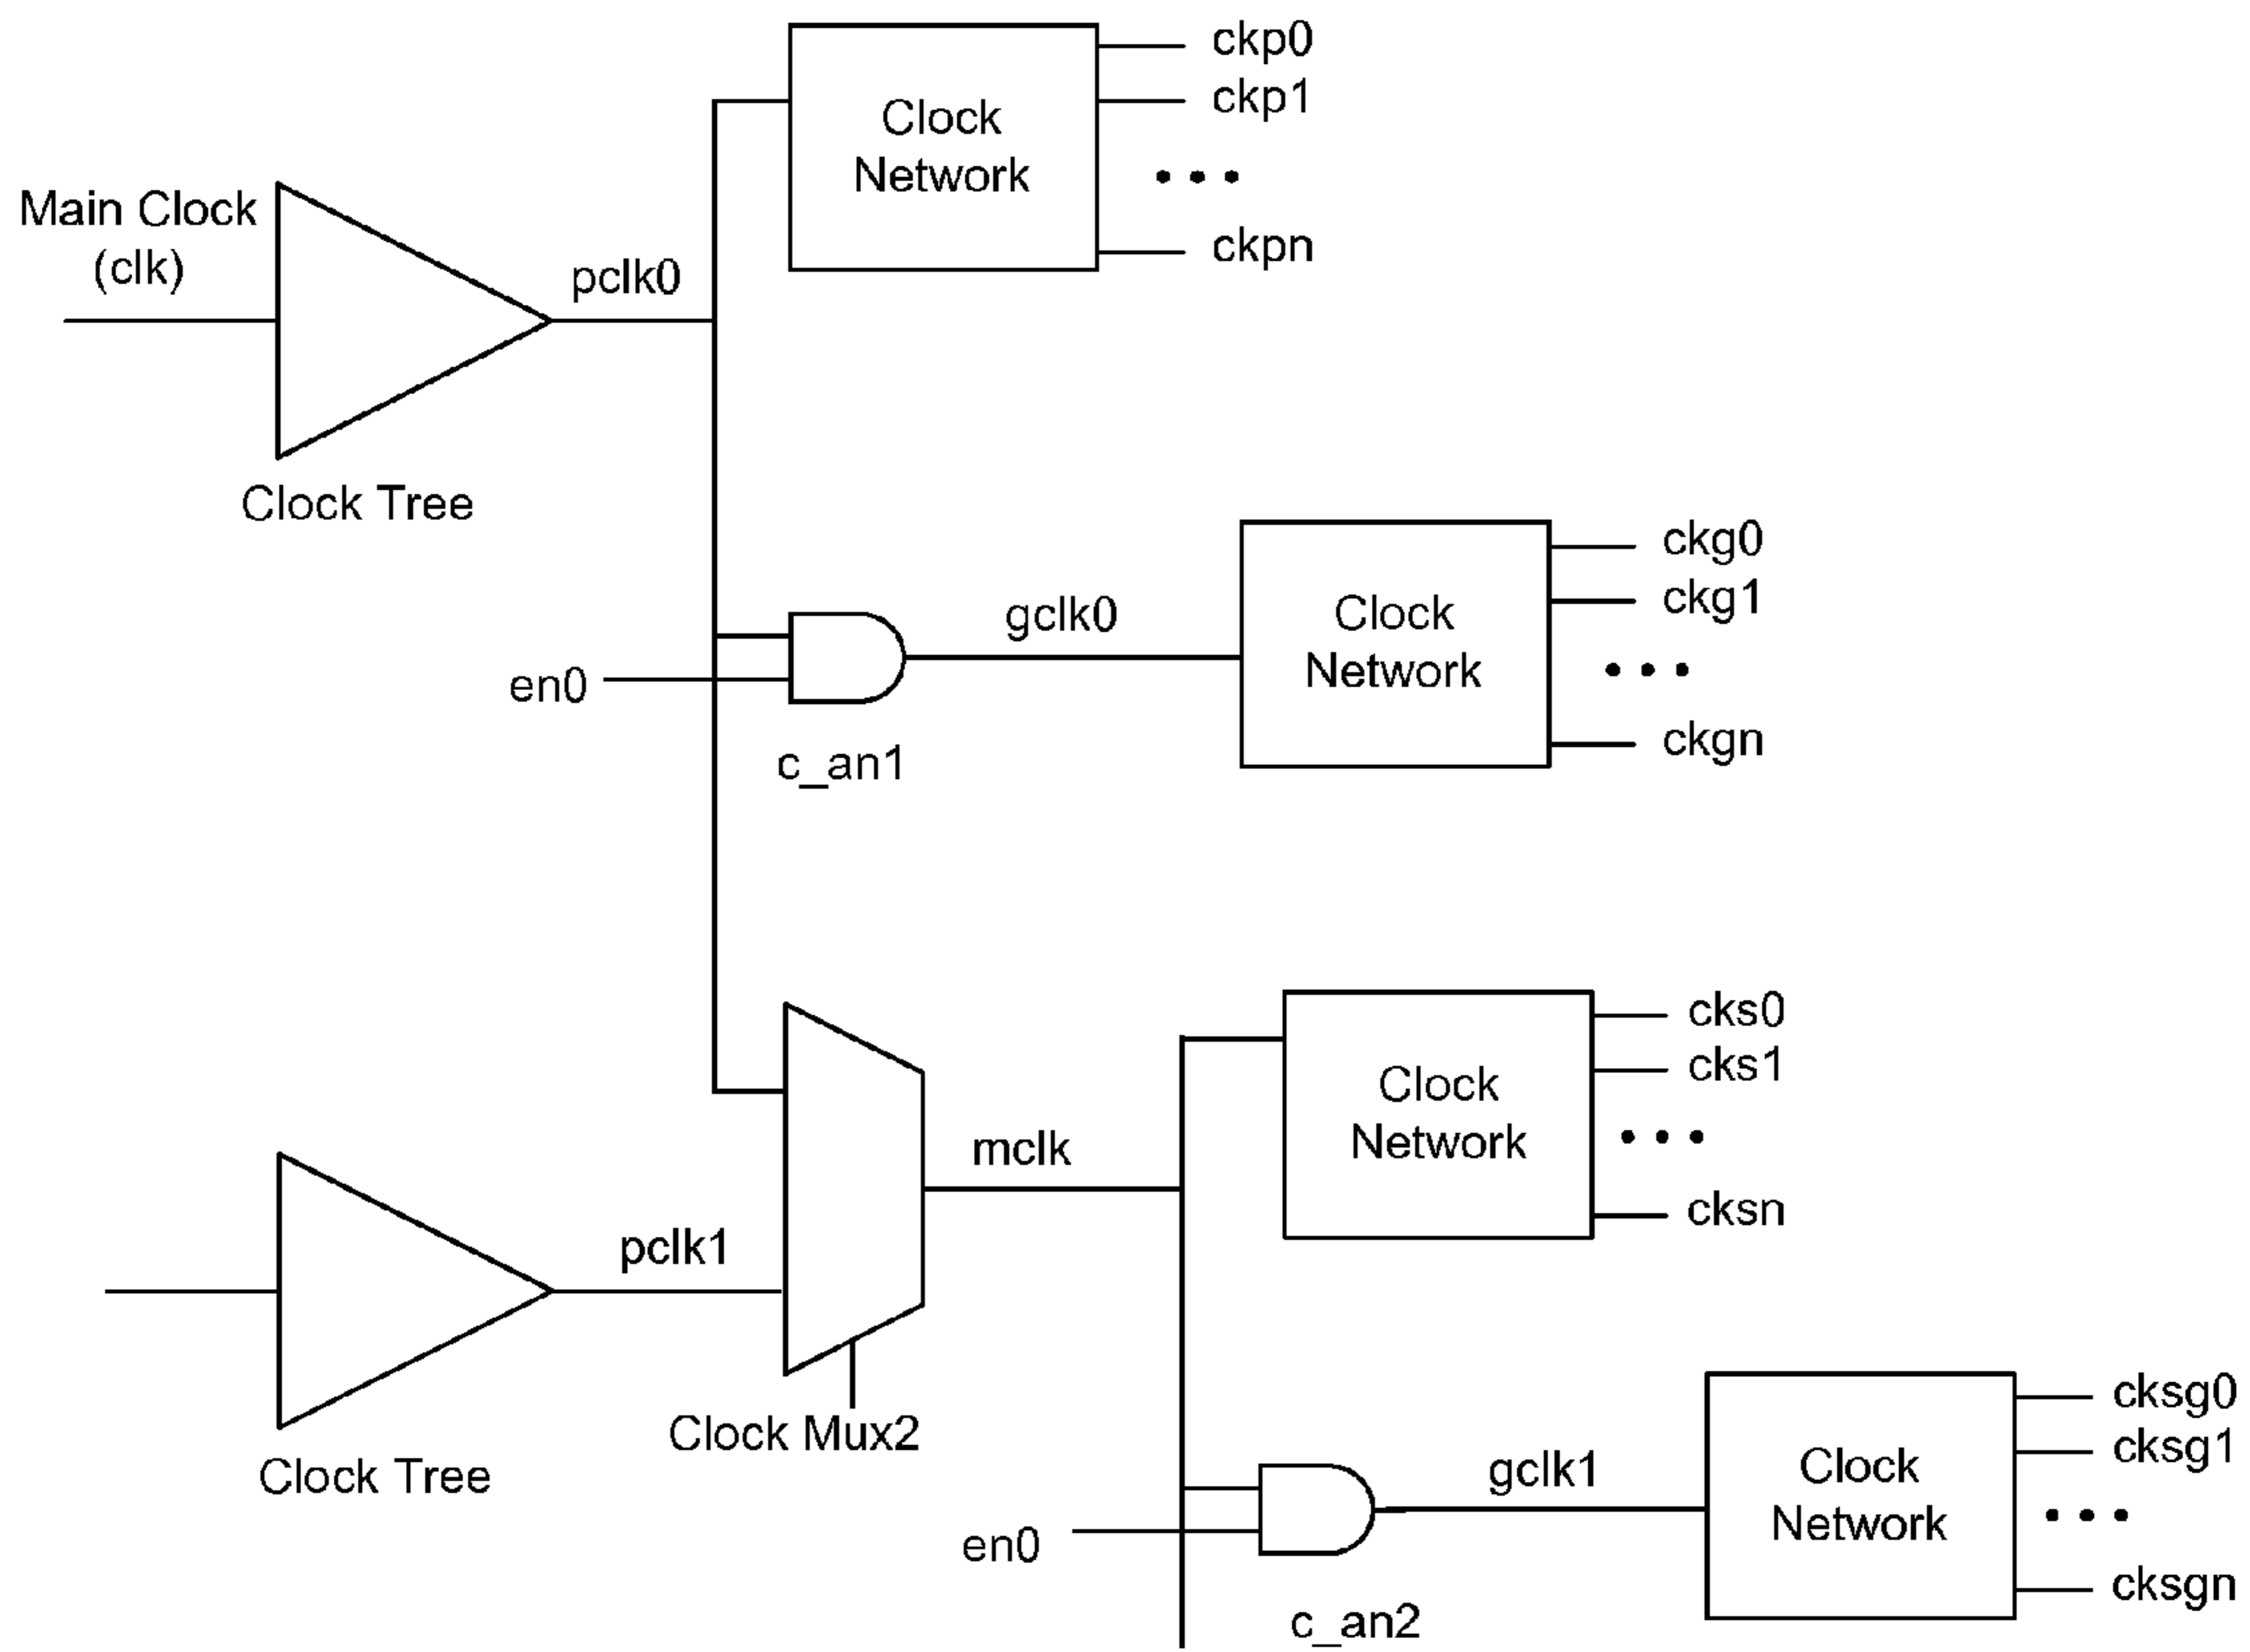 ckp0
ckp1
Clock
Network
ckpn
Main Clock
(clk)
pclk0
Clock Tree
ckg0
ckg1
gclk0
Clock
Network
en0
ckgn
c_an1
cks0
cks1
Clock
Network
mclk
cksn
pclk1
Clock Mux2
Clock Tree
cksg0
cksg1
gclk1
Clock
Network
en0
cksgn
c_an2